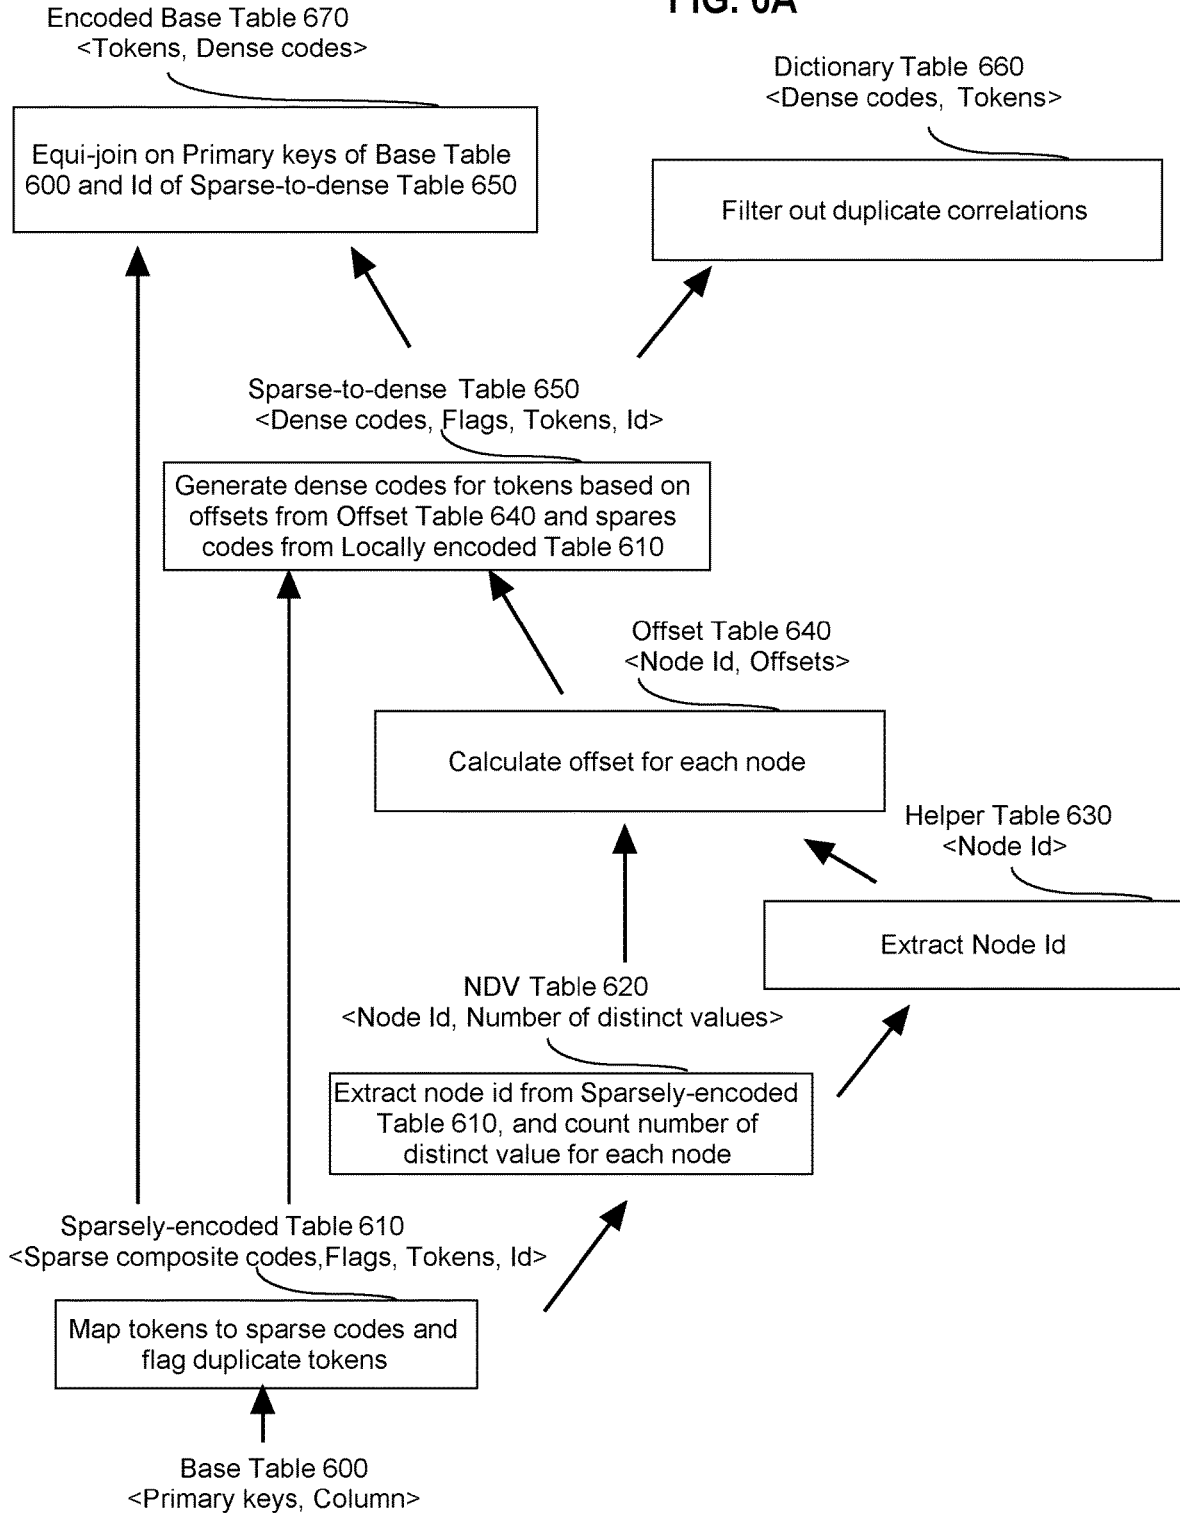 FIG. 6A
Encoded Base Table 670
<Tokens, Dense codes>
Dictionary Table 660
<Dense codes, Tokens>
Equi-join on Primary keys of Base Table
600 and Id of Sparse-to-dense Table 650
Filter out duplicate correlations
Sparse-to-dense Table 650
<Dense codes, Flags, Tokens, Id>
Generate dense codes for tokens based on
offsets from Offset Table 640 and spares
codes from Locally encoded Table 610
Offset Table 640
<Node Id, Offsets>
Calculate offset for each node
Helper Table 630
<Node Id>
Extract Node Id
NDV Table 620
<Node Id, Number of distinct values>
Extract node id from Sparsely-encoded
Table 610, and count number of
distinct value for each node
Sparsely-encoded Table 610
<Sparse composite codes,Flags, Tokens, Id>
Map tokens to sparse codes and
flag duplicate tokens
Base Table 600
<Primary keys, Column>